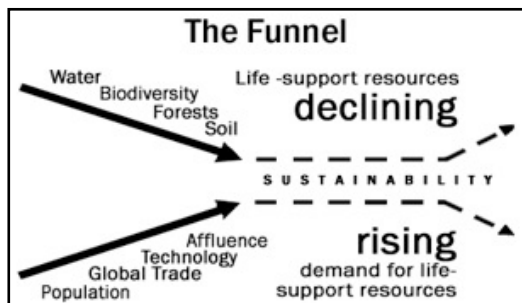 The Funnel
Water
Biodiversity
Forests
Soil
Life -support resources
declining
SUSTAINABILITY
Affluence
Technology
Global Trade
Population
rising
demand for life-
support resources